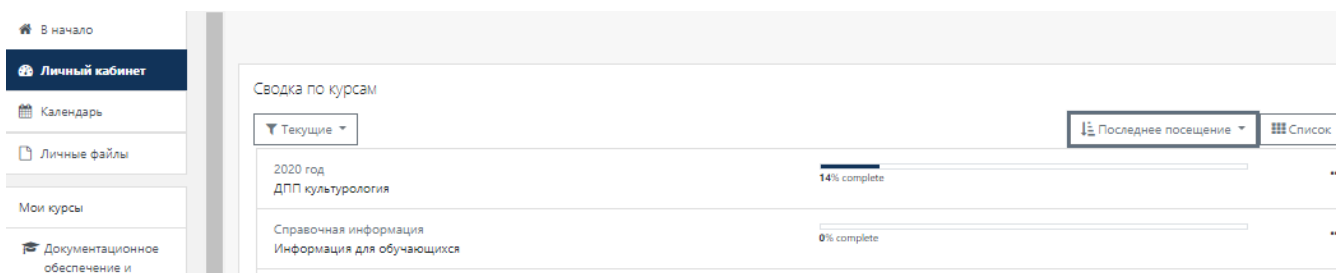 В начало
Личный кабинет
Календарь
Личные файлы
Мои курсы
Документационное
обеспечение и
Сводка по курсам
Текущие
Последнее посещение
Список
2020 год
ДПП культурология
14% complete
Справочная информация
Информация для обучающихся
0% complete